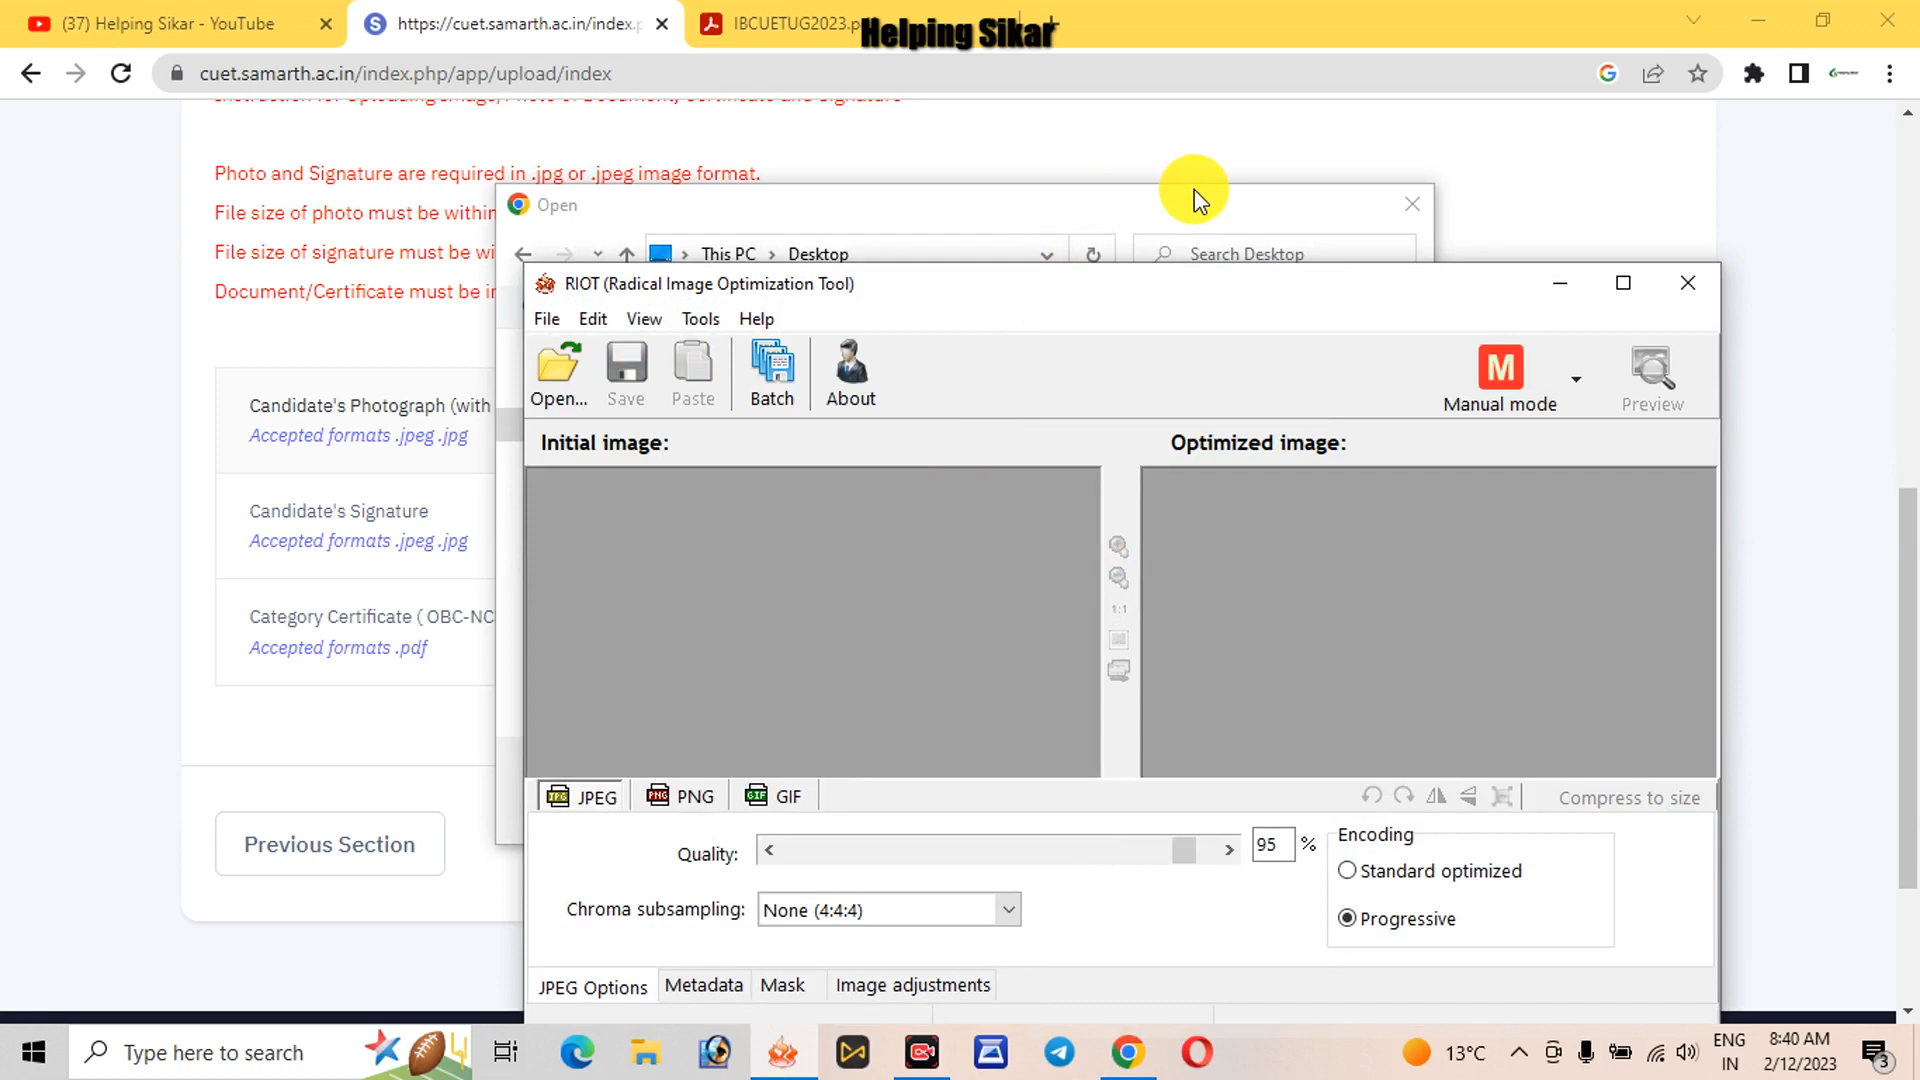 (37) Helping Sikar - YouTube
https://cuet.samarth.ac.in/index.p
IBCUETUG2023.p
Helping Sikar
cuet.samarth.ac.in/index.php/app/upload/index
Photo and Signature are required in .jpg or .jpeg image format.
File size of photo must be within
File size of signature must be wi
Document/Certificate must be in
Candidate's Photograph (with
Accepted formats .jpeg .jpg
Candidate's Signature
Accepted formats .jpeg .jpg
Category Certificate ( OBC-NC
Accepted formats .pdf
Previous Section
Open
This PC > Desktop
Search Desktop
RIOT (Radical Image Optimization Tool)
File Edit View Tools Help
Open... Save Paste Batch About
M
Manual mode
Preview
Initial image:
Optimized image:
1:1
JPEG PNG GIF
Compress to size
Quality:
95 %
Chroma subsampling:
None (4:4:4)
Encoding
Standard optimized
Progressive
JPEG Options Metadata Mask Image adjustments
Type here to search
13°C
ENG
IN
8:40 AM
2/12/2023
3